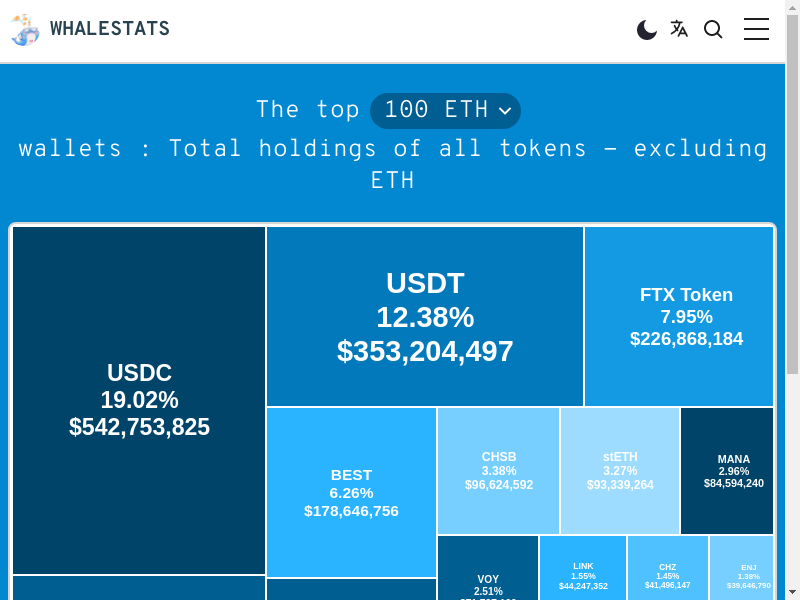 WHALESTATS
The top 100 ETH
wallets : Total holdings of all tokens - excluding
ETH
USDC
19.02%
$542,753,825
USDT
12.38%
$353,204,497
FTX Token
7.95%
$226,868,184
BEST
6.26%
$178,646,756
CHSB
3.38%
$96,624,592
stETH
3.27%
$93,339,264
MANA
2.96%
$84,594,240
VOY
2.51%
LINK
1.55%
$44,247,352
CHZ
1.45%
$41,496,147
ENJ
1.38%
$39,646,790